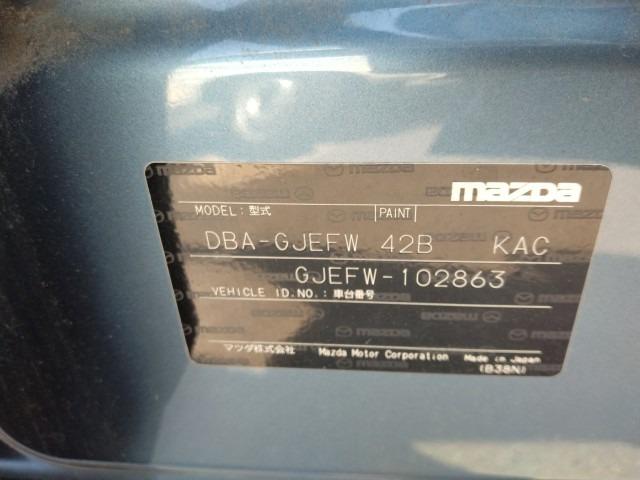 mazda
MODEL:型式 PAINT
DBA-GJEFW 42B KAC
GJEFW-102863
VEHICLE ID.NO.:車台番号
マツダ株式会社 Mazda Motor Corporation Made in Japan
(B38N)